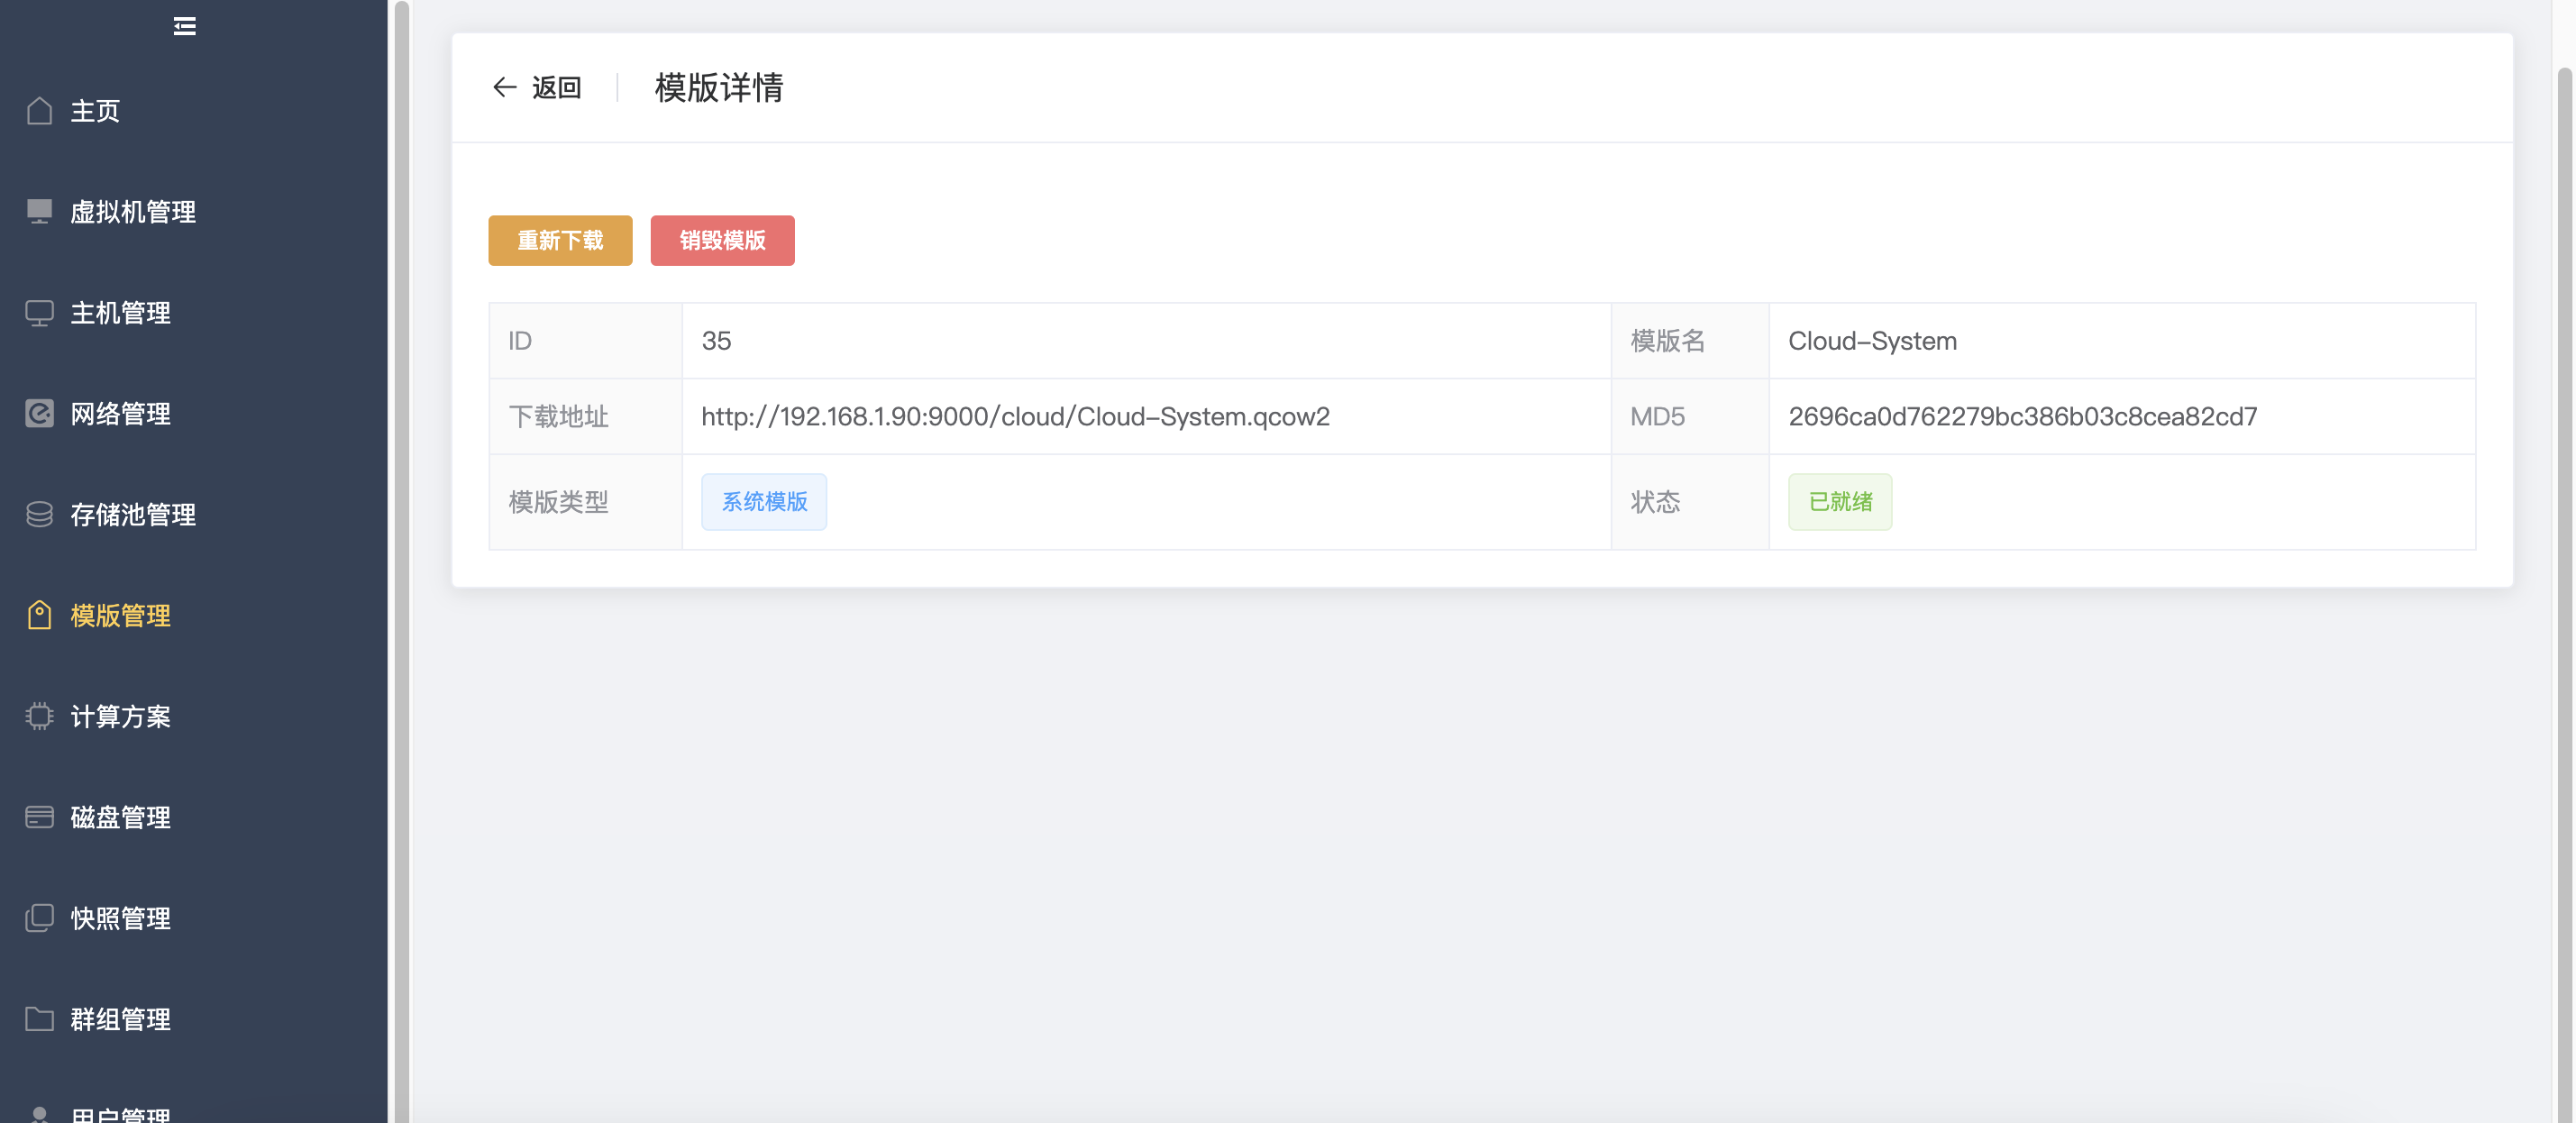 主页
虚拟机管理
主机管理
网络管理
存储池管理
模版管理
计算方案
磁盘管理
快照管理
群组管理
用户管理
返回 模版详情
重新下载 销毁模版
ID 35 模版名 Cloud-System
下载地址 http://192.168.1.90:9000/cloud/Cloud-System.qcow2 MD5 2696ca0d762279bc386b03c8cea82cd7
模版类型 系统模版 状态 已就绪